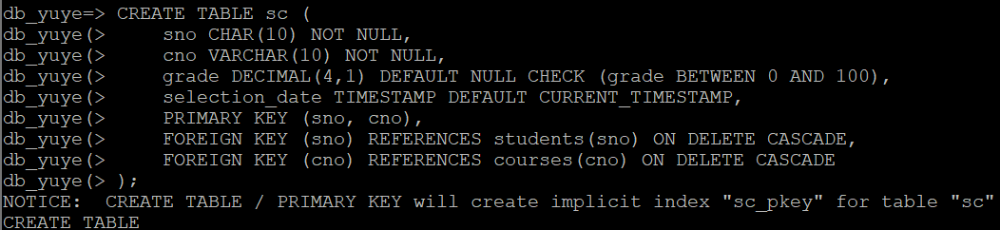 db_yuye=> CREATE TABLE sc (
db_yuye(>     sno CHAR(10) NOT NULL,
db_yuye(>     cno VARCHAR(10) NOT NULL,
db_yuye(>     grade DECIMAL(4,1) DEFAULT NULL CHECK (grade BETWEEN 0 AND 100),
db_yuye(>     selection_date TIMESTAMP DEFAULT CURRENT_TIMESTAMP,
db_yuye(>     PRIMARY KEY (sno, cno),
db_yuye(>     FOREIGN KEY (sno) REFERENCES students(sno) ON DELETE CASCADE,
db_yuye(>     FOREIGN KEY (cno) REFERENCES courses(cno) ON DELETE CASCADE
db_yuye(> );
NOTICE:  CREATE TABLE / PRIMARY KEY will create implicit index "sc_pkey" for table "sc"
CREATE TABLE